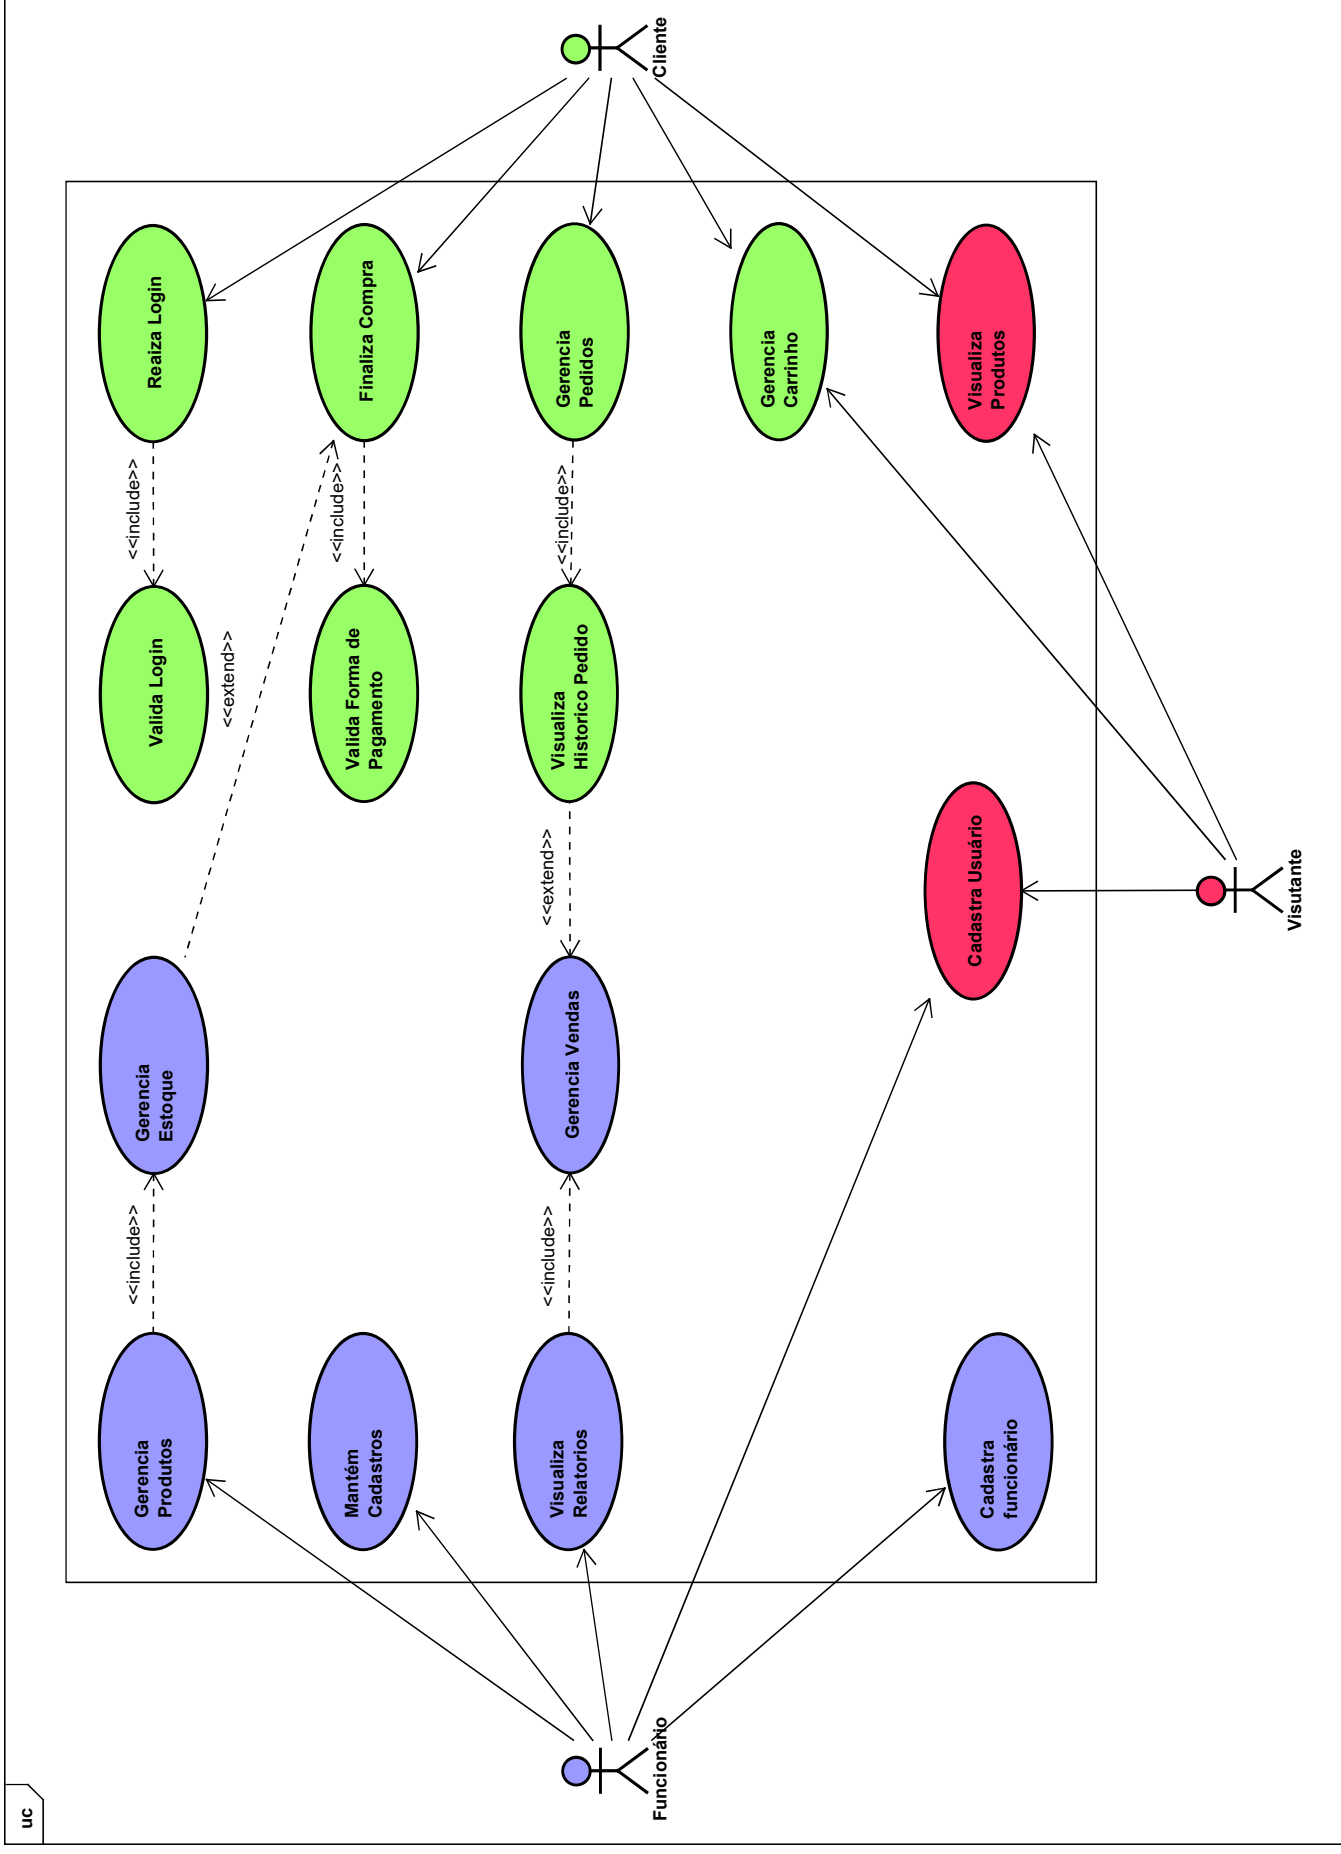 uc
Gerencia
Produtos
<<include>>
Gerencia
Estoque
<<extend>>
Valida Login
<<include>>
Reaiza Login
Mantém
Cadastros
Valida Forma de
Pagamento
<<include>>
Finaliza Compra
Visualiza
Relatorios
<<include>>
Gerencia Vendas
<<extend>>
Visualiza
Historico Pedido
<<include>>
Gerencia
Pedidos
Funcionário
Cliente
Gerencia
Carrinho
Cadastra
funcionário
Cadastra Usuário
Visualiza
Produtos
Visutante